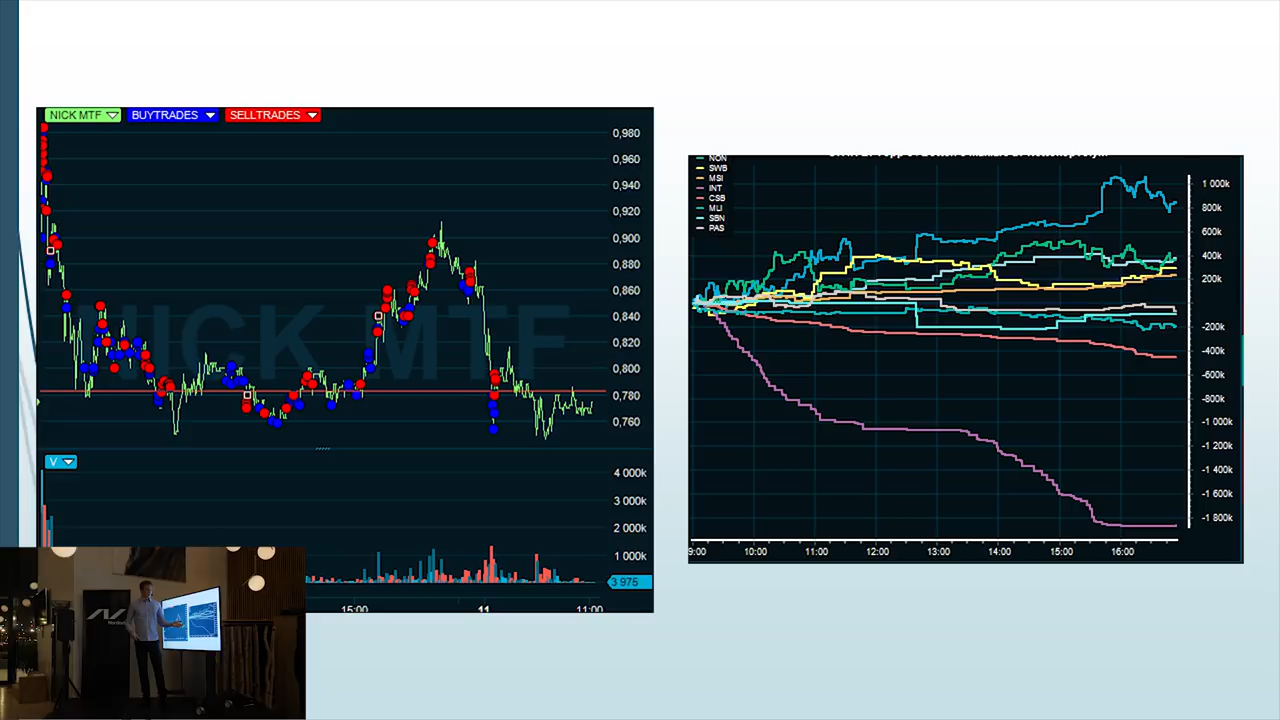 NICK MTF BUYTRADES SELLTRADES
0,980
0,960
0,940
0,920
0,900
0,880
0,860
0,840
0,820
0,800
0,780
0,760
NICK MTF
V
4 000k
3 000k
2 000k
1 000k
3 975
15:00 11 11:00
NON
SWB
MSI
INT
CSB
MLI
SBN
PAS
1 000k
800k
600k
400k
200k
-200k
-400k
-600k
-800k
-1 000k
-1 200k
-1 400k
-1 600k
-1 800k
9:00 10:00 11:00 12:00 13:00 14:00 15:00 16:00